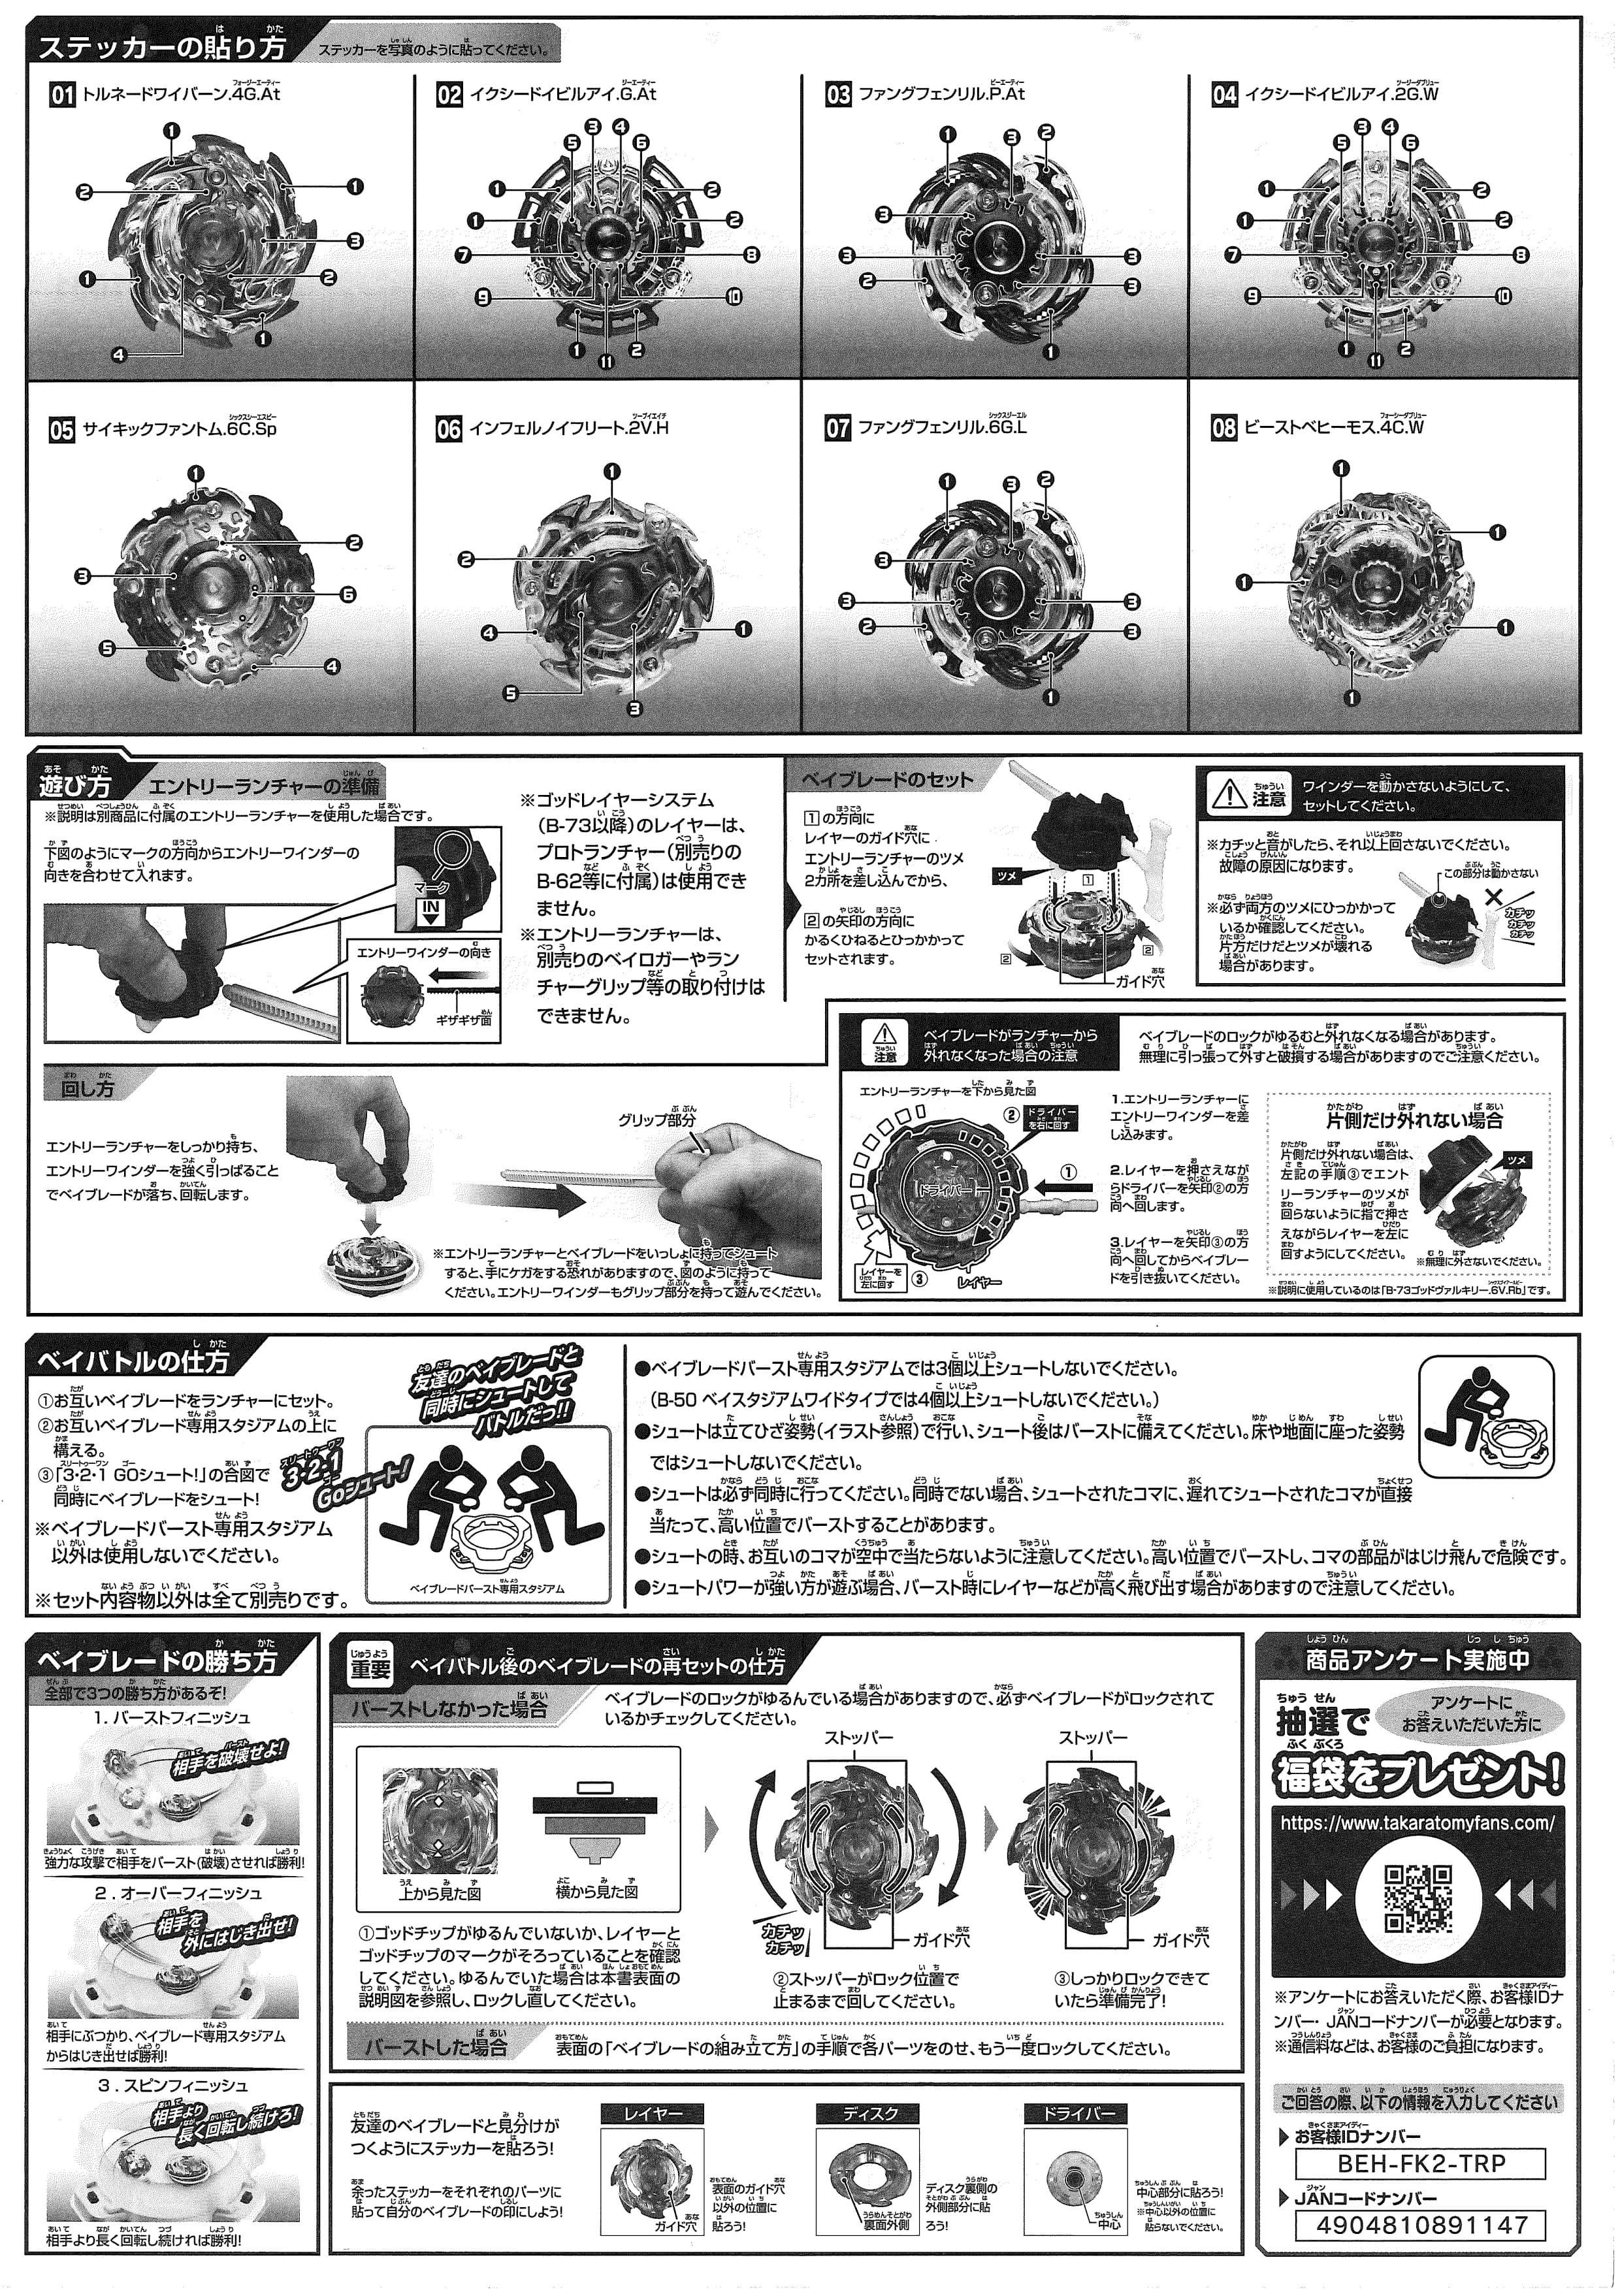 ステッカーの貼り方
ステッカーを写真のように貼ってください。
01 トルネードワイバーン.4G.At
02 イクシードイビルアイ.G.At
03 ファングフェンリル.P.At
04 イクシードイビルアイ.2G.W
05 サイキックファントム.6C.Sp
06 インフェルノイフリート.2V.H
07 ファングフェンリル.6G.L
08 ビーストベヒーモス.4C.W
遊び方
エントリーランチャーの準備
※説明は別商品に付属のエントリーランチャーを使用した場合です。
下図のようにマークの方向からエントリーワインダーの
向きを合わせて入れます。
マーク
IN
エントリーワインダーの向き
ギザギザ面
※ゴッドレイヤーシステム
(B-73以降)のレイヤーは、
プロトランチャー(別売りの
B-62等に付属)は使用でき
ません。
※エントリーランチャーは、
別売りのベイロガーやラン
チャーグリップ等の取り付けは
できません。
ベイブレードのセット
1の方向に
レイヤーのガイド穴に
エントリーランチャーのツメ
2カ所を差し込んでから、
2の矢印の方向に
かるくひねるとひっかかって
セットされます。
ツメ
1
2
2
ガイド穴
注意
ワインダーを動かさないようにして、
セットしてください。
※カチッと音がしたら、それ以上回さないでください。
故障の原因になります。
※必ず両方のツメにひっかかって
いるか確認してください。
片方だけだとツメが壊れる
場合があります。
この部分は動かさない
カチッ
カチッ
カチッ
回し方
エントリーランチャーをしっかり持ち、
エントリーワインダーを強く引っぱること
でベイブレードが落ち、回転します。
グリップ部分
※エントリーランチャーとベイブレードをいっしょに持ってシュート
すると、手にケガをする恐れがありますので、図のように持って
ください。エントリーワインダーもグリップ部分を持って遊んでください。
注意
ベイブレードがランチャーから
外れなくなった場合の注意
ベイブレードのロックがゆるむと外れなくなる場合があります。
無理に引っ張って外すと破損する場合がありますのでご注意ください。
エントリーランチャーを下から見た図
② ドライバー
を右に回す
①
ドライバー
レイヤーを
左に回す
③
レイヤー
1.エントリーランチャーに
エントリーワインダーを差
し込みます。
2.レイヤーを押さえなが
らドライバーを矢印②の方
向へ回します。
3.レイヤーを矢印③の方
向へ回してからベイブレー
ドを引き抜いてください。
片側だけ外れない場合
片側だけ外れない場合は、
左記の手順③でエント
リーランチャーのツメが
回らないように指で押さ
えながらレイヤーを左に
回すようにしてください。
ツメ
※無理に外さないでください。
※説明に使用しているのは「B-73ゴッドヴァルキリー.6V.Rb」です。
ベイバトルの仕方
①お互いベイブレードをランチャーにセット。
②お互いベイブレード専用スタジアムの上に
構える。
③「3・2・1 GOシュート!」の合図で
同時にベイブレードをシュート!
※ベイブレードバースト専用スタジアム
以外は使用しないでください。
※セット内容物以外は全て別売りです。
友達のベイブレードと
同時にシュートして
バトルだっ!!
3・2・1
GOシュート!
ベイブレードバースト専用スタジアム
●ベイブレードバースト専用スタジアムでは3個以上シュートしないでください。
(B-50 ベイスタジアムワイドタイプでは4個以上シュートしないでください。)
●シュートは立てひざ姿勢(イラスト参照)で行い、シュート後はバーストに備えてください。床や地面に座った姿勢
ではシュートしないでください。
●シュートは必ず同時に行ってください。同時でない場合、シュートされたコマに、遅れてシュートされたコマが直接
当たって、高い位置でバーストすることがあります。
●シュートの時、お互いのコマが空中で当たらないように注意してください。高い位置でバーストし、コマの部品がはじけ飛んで危険です。
●シュートパワーが強い方が遊ぶ場合、バースト時にレイヤーなどが高く飛び出す場合がありますので注意してください。
ベイブレードの勝ち方
全部で3つの勝ち方があるぞ!
1. バーストフィニッシュ
相手を破壊せよ!
強力な攻撃で相手をバースト(破壊)させれば勝利!
2. オーバーフィニッシュ
相手を
外にはじき出せ!
相手にぶつかり、ベイブレード専用スタジアム
からはじき出せば勝利!
3. スピンフィニッシュ
相手より
長く回転し続けろ!
相手より長く回転し続ければ勝利!
重要
ベイバトル後のベイブレードの再セットの仕方
バーストしなかった場合
ベイブレードのロックがゆるんでいる場合がありますので、必ずベイブレードがロックされて
いるかチェックしてください。
上から見た図
横から見た図
①ゴッドチップがゆるんでいないか、レイヤーと
ゴッドチップのマークがそろっていることを確認
してください。ゆるんでいた場合は本書表面の
説明図を参照し、ロックし直してください。
ストッパー
カチッ
カチッ
ガイド穴
②ストッパーがロック位置で
止まるまで回してください。
ストッパー
ガイド穴
③しっかりロックできて
いたら準備完了!
バーストした場合
表面の「ベイブレードの組み立て方」の手順で各パーツをのせ、もう一度ロックしてください。
友達のベイブレードと見分けが
つくようにステッカーを貼ろう!
余ったステッカーをそれぞれのパーツに
貼って自分のベイブレードの印にしよう!
レイヤー
ガイド穴
表面のガイド穴
以外の位置に
貼ろう!
ディスク
裏面外側
ディスク裏側の
外側部分に貼
ろう!
ドライバー
中心
中心部分に貼ろう!
※中心以外の位置に
貼らないでください。
商品アンケート実施中
アンケートに
お答えいただいた方に
抽選で
福袋をプレゼント!
https://www.takaratomyfans.com/
※アンケートにお答えいただく際、お客様IDナ
ンバー・JANコードナンバーが必要となります。
※通信料などは、お客様のご負担になります。
ご回答の際、以下の情報を入力してください
お客様IDナンバー
BEH-FK2-TRP
JANコードナンバー
4904810891147